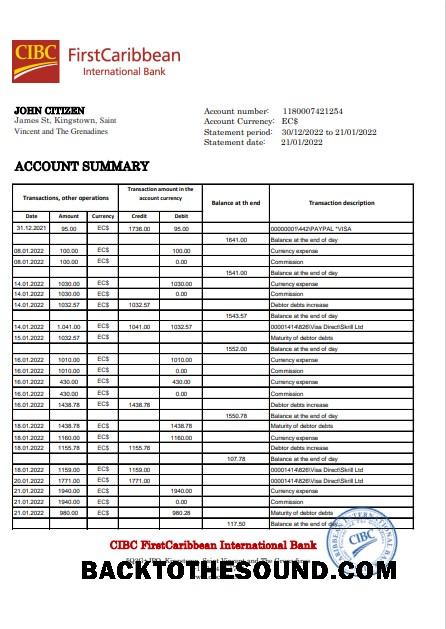 CIBC FirstCaribbean
International Bank
JOHN CITIZEN
James St, Kingstown, Saint
Vincent and The Grenadines
Account number: 1180007421254
Account Currency: EC$
Statement period: 30/12/2022 to 21/01/2022
Statement date: 21/01/2022
ACCOUNT SUMMARY
Transactions, other operations Transaction amount in the account currency Balance at th end Transaction description
Date Amount Currency Credit Debit
31.12.2021 95.00 EC$ 1736.00 95.00 00000001\442\PAYPAL *VISA
1641.00 Balance at the end of day
08.01.2022 100.00 EC$ 100.00 Currency expense
08.01.2022 100.00 EC$ 0.00 Commission
1541.00 Balance at the end of day
14.01.2022 1030.00 EC$ 1030.00 Currency expense
14.01.2022 1030.00 EC$ 0.00 Commission
14.01.2022 1032.57 EC$ 1032.57 Debtor debts increase
1543.57 Balance at the end of day
14.01.2022 1.041.00 EC$ 1041.00 1032.57 00001414\826\Visa Direct\Skrill Ltd
15.01.2022 1032.57 EC$ Maturity of debtor debts
1552.00 Balance at the end of day
16.01.2022 1010.00 EC$ 1010.00 Currency expense
16.01.2022 1010.00 EC$ 0.00 Commission
16.01.2022 430.00 EC$ 430.00 Currency expense
16.01.2022 430.00 EC$ 0.00 Commission
16.01.2022 1438.78 EC$ 1438.78 Debtor debts increase
1550.78 Balance at the end of day
18.01.2022 1438.78 EC$ 1438.78 Maturity of debtor debts
18.01.2022 1160.00 EC$ 1160.00 Currency expense
18.01.2022 1155.76 EC$ 1155.76 Debtor debts increase
107.78 Balance at the end of day
18.01.2022 1159.00 EC$ 1159.00 00001414\826\Visa Direct\Skrill Ltd
20.01.2022 1771.00 EC$ 1771.00 00001414\826\Visa Direct\Skrill Ltd
21.01.2022 1940.00 EC$ 1940.00 Currency expense
21.01.2022 1940.00 EC$ 0.00 Commission
21.01.2022 980.00 EC$ 980.28 Maturity of debtor debts
117.50 Balance at the end of day
CIBC FirstCaribbean International Bank
CIBC
BACKTOTHESOUND.COM